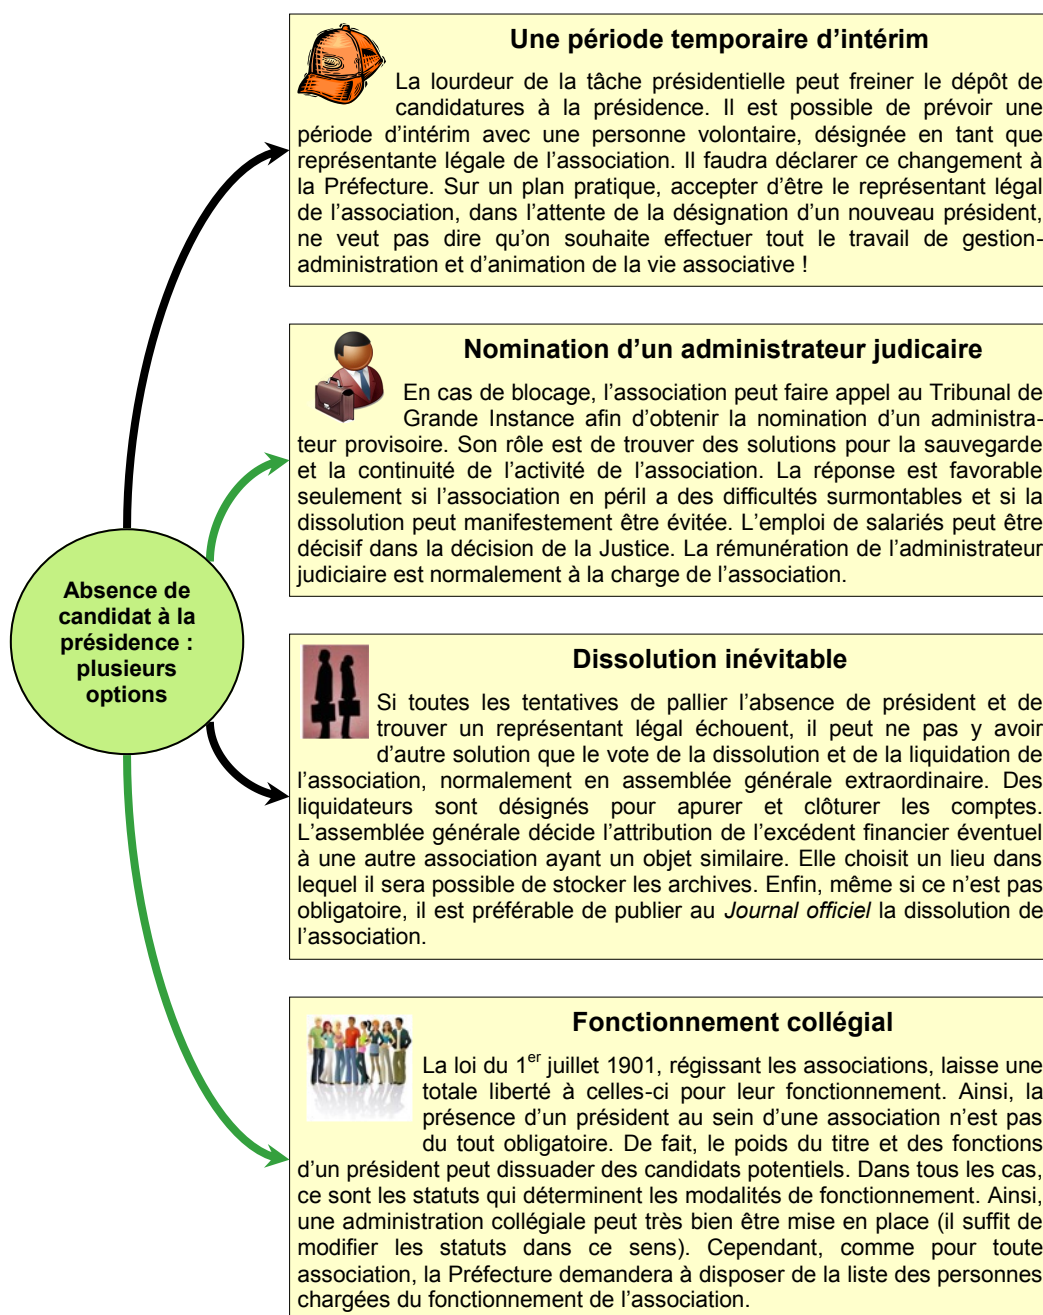 Une période temporaire d’intérim
La lourdeur de la tâche présidentielle peut freiner le dépôt de
candidatures à la présidence. Il est possible de prévoir une
période d’intérim avec une personne volontaire, désignée en tant que
représentante légale de l’association. Il faudra déclarer ce changement à
la Préfecture. Sur un plan pratique, accepter d’être le représentant légal
de l’association, dans l’attente de la désignation d’un nouveau président,
ne veut pas dire qu’on souhaite effectuer tout le travail de gestion-
administration et d’animation de la vie associative !
Nomination d’un administrateur judicaire
En cas de blocage, l’association peut faire appel au Tribunal de
Grande Instance afin d’obtenir la nomination d’un administra-
teur provisoire. Son rôle est de trouver des solutions pour la sauvegarde
et la continuité de l’activité de l’association. La réponse est favorable
seulement si l’association en péril a des difficultés surmontables et si la
dissolution peut manifestement être évitée. L’emploi de salariés peut être
décisif dans la décision de la Justice. La rémunération de l’administrateur
judiciaire est normalement à la charge de l’association.
Absence de
candidat à la
présidence :
plusieurs
options
Dissolution inévitable
Si toutes les tentatives de pallier l’absence de président et de
trouver un représentant légal échouent, il peut ne pas y avoir
d’autre solution que le vote de la dissolution et de la liquidation de
l’association, normalement en assemblée générale extraordinaire. Des
liquidateurs sont désignés pour apurer et clôturer les comptes.
L’assemblée générale décide l’attribution de l’excédent financier éventuel
à une autre association ayant un objet similaire. Elle choisit un lieu dans
lequel il sera possible de stocker les archives. Enfin, même si ce n’est pas
obligatoire, il est préférable de publier au Journal officiel la dissolution de
l’association.
Fonctionnement collégial
La loi du 1er juillet 1901, régissant les associations, laisse une
totale liberté à celles-ci pour leur fonctionnement. Ainsi, la
présence d’un président au sein d’une association n’est pas
du tout obligatoire. De fait, le poids du titre et des fonctions
d’un président peut dissuader des candidats potentiels. Dans tous les cas,
ce sont les statuts qui déterminent les modalités de fonctionnement. Ainsi,
une administration collégiale peut très bien être mise en place (il suffit de
modifier les statuts dans ce sens). Cependant, comme pour toute
association, la Préfecture demandera à disposer de la liste des personnes
chargées du fonctionnement de l’association.